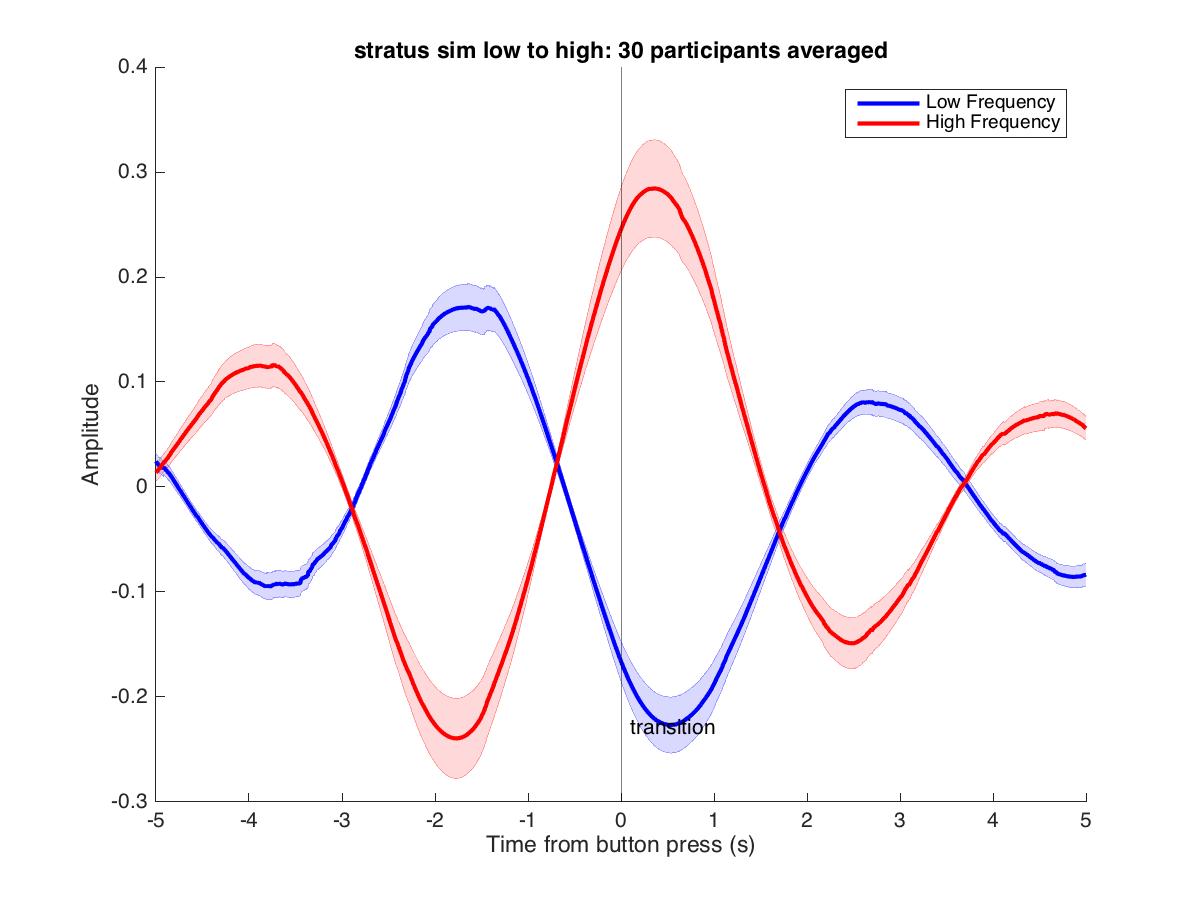 stratus sim low to high: 30 participants averaged
0.4
0.3
0.2
0.1
0
-0.1
-0.2
-0.3
Amplitude
Low Frequency
High Frequency
transition
-5 -4 -3 -2 -1 0 1 2 3 4 5
Time from button press (s)